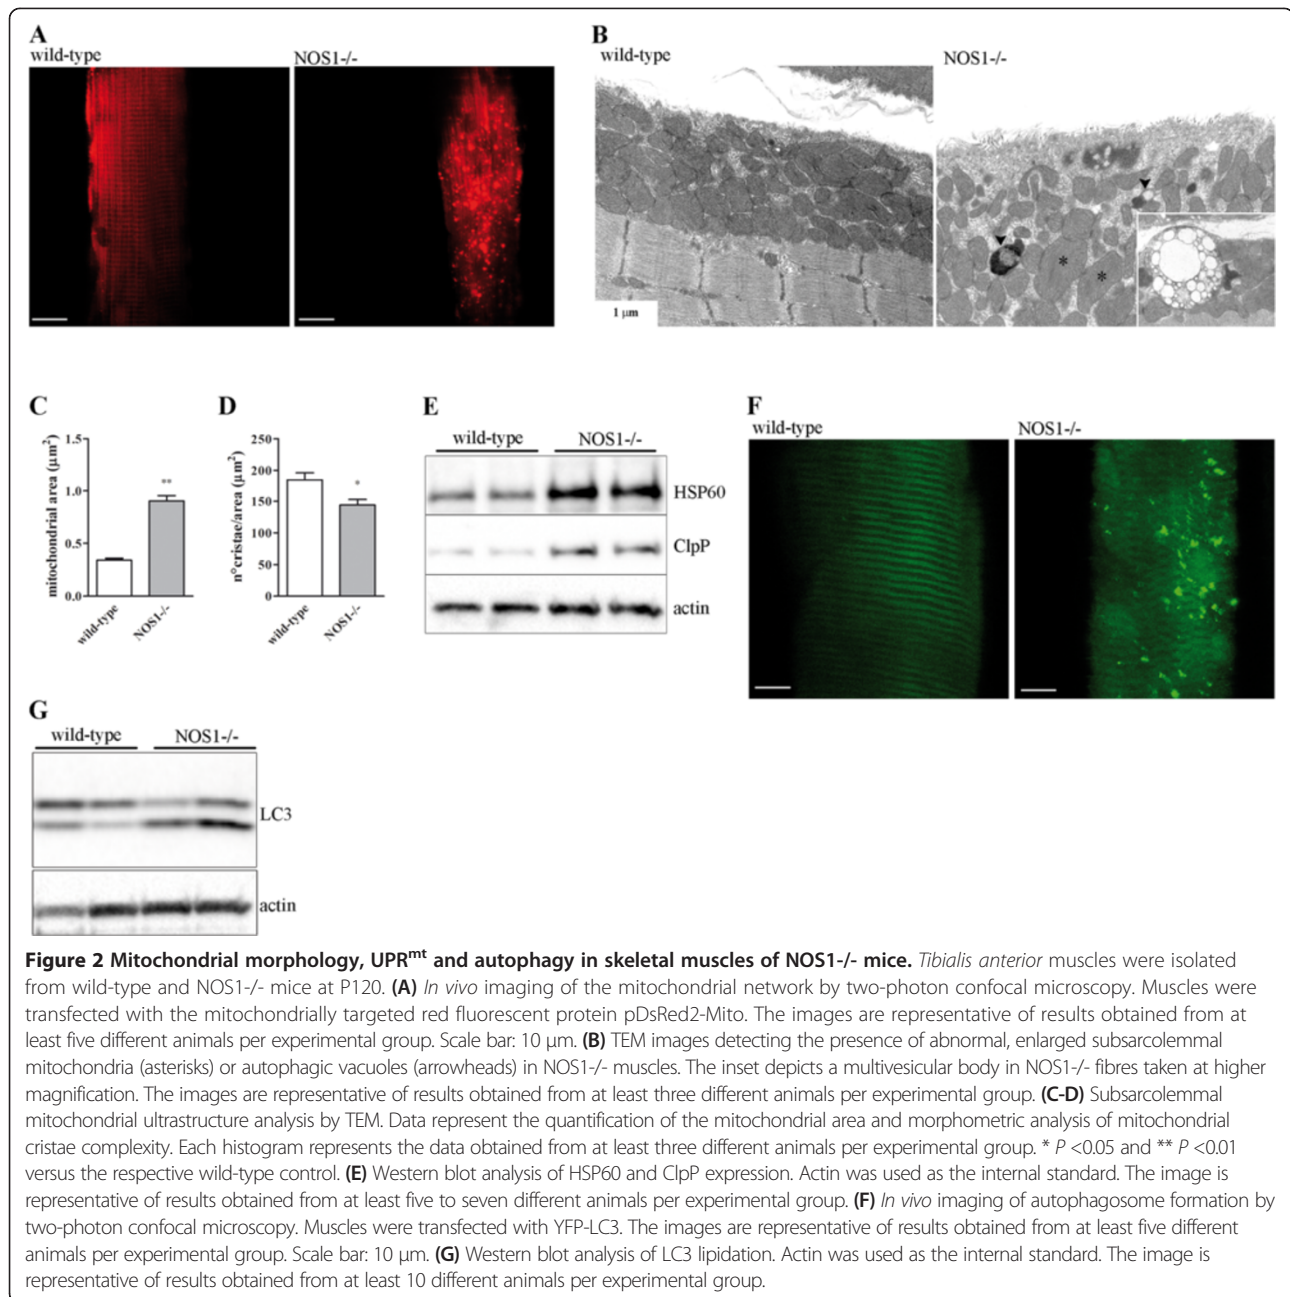 A
wild-type
NOS1-/-
B
wild-type
NOS1-/-
*
*
1 µm
C
mitochondrial area (µm²)
1.5
1.0
0.5
0.0
**
wild-type
NOS1-/-
D
n°cristae/area (µm²)
250
200
150
100
50
0
*
wild-type
NOS1-/-
E
wild-type
NOS1-/-
HSP60
ClpP
actin
F
wild-type
NOS1-/-
G
wild-type
NOS1-/-
LC3
actin
Figure 2 Mitochondrial morphology, UPRᵐᵗ and autophagy in skeletal muscles of NOS1-/- mice. Tibialis anterior muscles were isolated
from wild-type and NOS1-/- mice at P120. (A) In vivo imaging of the mitochondrial network by two-photon confocal microscopy. Muscles were
transfected with the mitochondrially targeted red fluorescent protein pDsRed2-Mito. The images are representative of results obtained from at
least five different animals per experimental group. Scale bar: 10 µm. (B) TEM images detecting the presence of abnormal, enlarged subsarcolemmal
mitochondria (asterisks) or autophagic vacuoles (arrowheads) in NOS1-/- muscles. The inset depicts a multivesicular body in NOS1-/- fibres taken at higher
magnification. The images are representative of results obtained from at least three different animals per experimental group. (C-D) Subsarcolemmal
mitochondrial ultrastructure analysis by TEM. Data represent the quantification of the mitochondrial area and morphometric analysis of mitochondrial
cristae complexity. Each histogram represents the data obtained from at least three different animals per experimental group. * P <0.05 and ** P <0.01
versus the respective wild-type control. (E) Western blot analysis of HSP60 and ClpP expression. Actin was used as the internal standard. The image is
representative of results obtained from at least five to seven different animals per experimental group. (F) In vivo imaging of autophagosome formation by
two-photon confocal microscopy. Muscles were transfected with YFP-LC3. The images are representative of results obtained from at least five different
animals per experimental group. Scale bar: 10 µm. (G) Western blot analysis of LC3 lipidation. Actin was used as the internal standard. The image is
representative of results obtained from at least 10 different animals per experimental group.